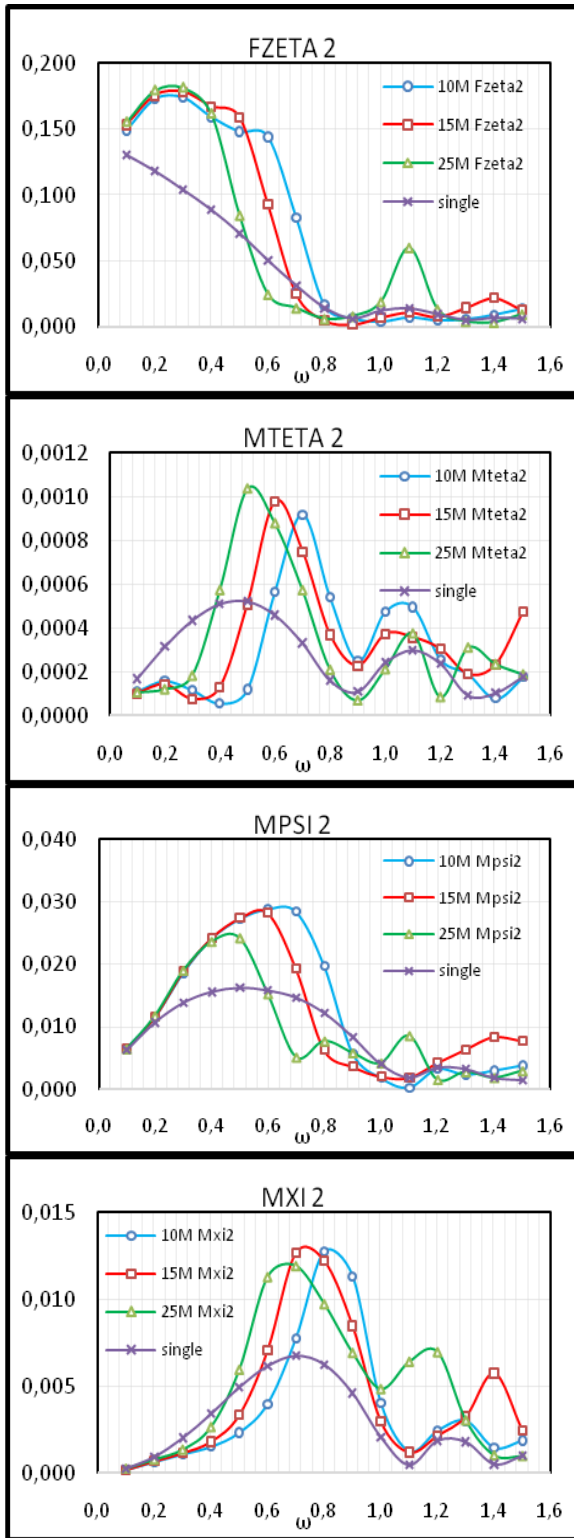 FZETA 2
0,200
10M Fzeta2
0,150
15M Fzeta2
25M Fzeta2
0,100
single
0,050
0,000
0,0 0,2 0,4 0,6 0,8 1,0 1,2 1,4 1,6
ω
MTETA 2
0,0012
10M Mteta2
0,0010
15M Mteta2
0,0008
25M Mteta2
0,0006
single
0,0004
0,0002
0,0000
0,0 0,2 0,4 0,6 0,8 1,0 1,2 1,4 1,6
ω
MPSI 2
0,040
10M Mpsi2
0,030
15M Mpsi2
25M Mpsi2
0,020
single
0,010
0,000
0,0 0,2 0,4 0,6 0,8 1,0 1,2 1,4 1,6
ω
MXI 2
0,015
10M Mxi2
15M Mxi2
0,010
25M Mxi2
single
0,005
0,000
0,0 0,2 0,4 0,6 0,8 1,0 1,2 1,4 1,6
ω